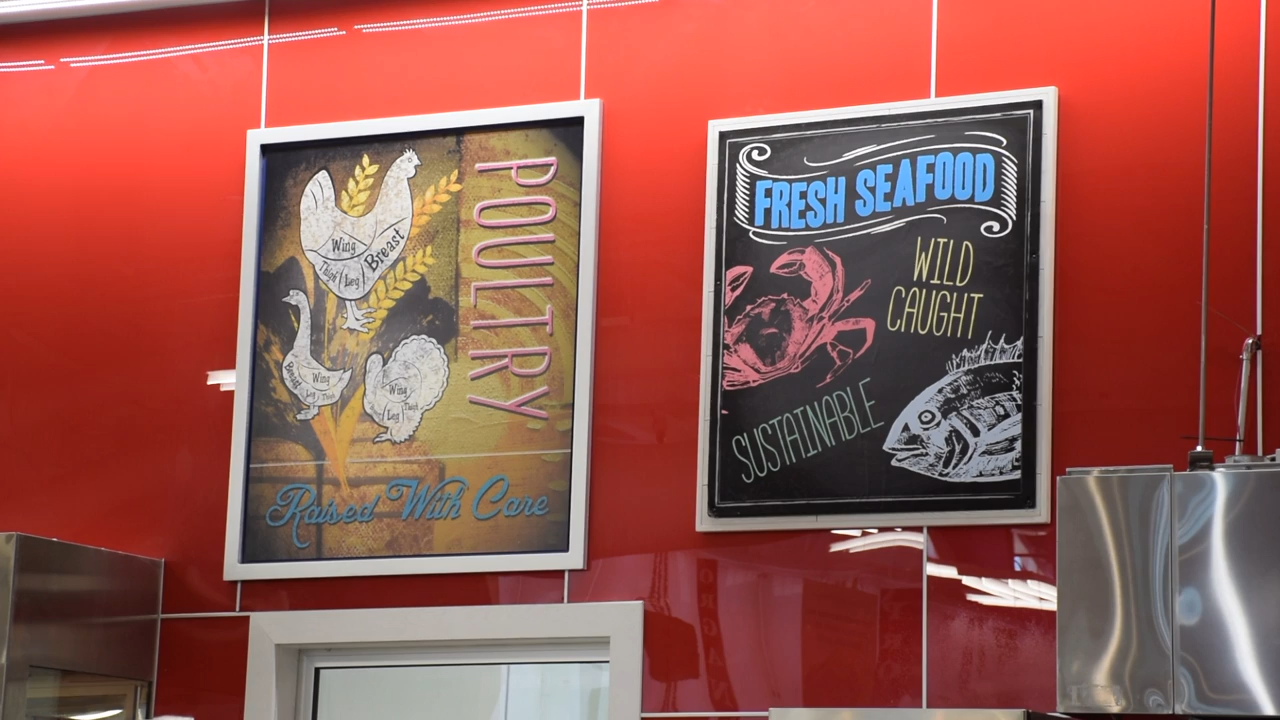 POULTRY
Wing
Breast
Thigh
Leg
Breast
Wing
Leg
Thigh
Wing
Leg
Thigh
Raised With Care
FRESH SEAFOOD
WILD
CAUGHT
SUSTAINABLE